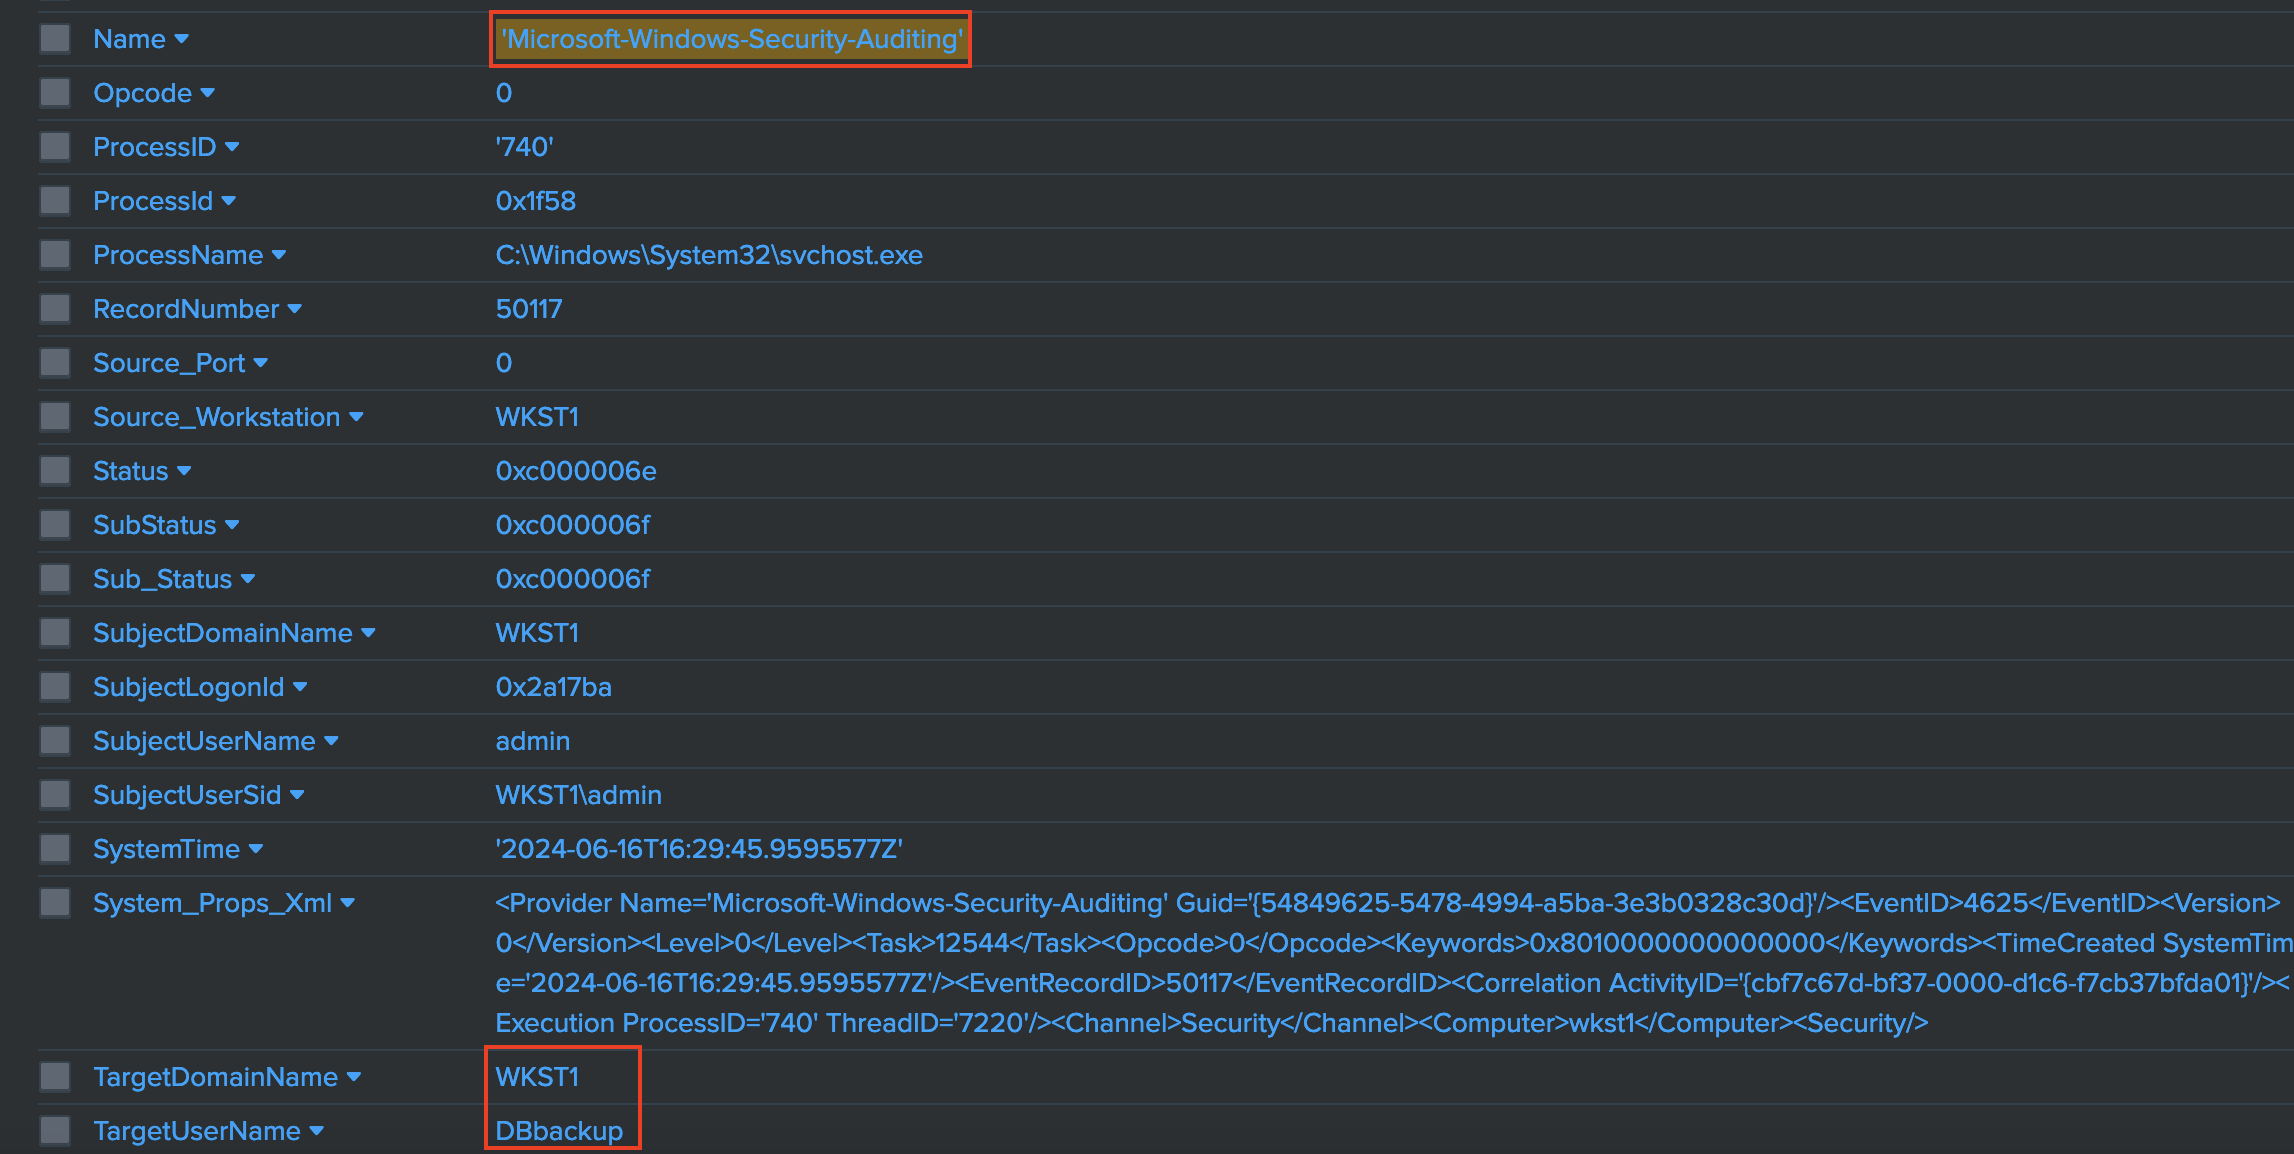 Name 'Microsoft-Windows-Security-Auditing'
Opcode 0
ProcessID '740'
ProcessId 0x1f58
ProcessName C:\Windows\System32\svchost.exe
RecordNumber 50117
Source_Port 0
Source_Workstation WKST1
Status 0xc000006e
SubStatus 0xc000006f
Sub_Status 0xc000006f
SubjectDomainName WKST1
SubjectLogonId 0x2a17ba
SubjectUserName admin
SubjectUserSid WKST1\admin
SystemTime '2024-06-16T16:29:45.9595577Z'
System_Props_Xml <Provider Name='Microsoft-Windows-Security-Auditing' Guid='{54849625-5478-4994-a5ba-3e3b0328c30d}'/><EventID>4625</EventID><Version>
0</Version><Level>0</Level><Task>12544</Task><Opcode>0</Opcode><Keywords>0x8010000000000000</Keywords><TimeCreated SystemTim
e='2024-06-16T16:29:45.9595577Z'/><EventRecordID>50117</EventRecordID><Correlation ActivityID='{cbf7c67d-bf37-0000-d1c6-f7cb37bfda01}'/><
Execution ProcessID='740' ThreadID='7220'/><Channel>Security</Channel><Computer>wkst1</Computer><Security/>
TargetDomainName WKST1
TargetUserName DBbackup